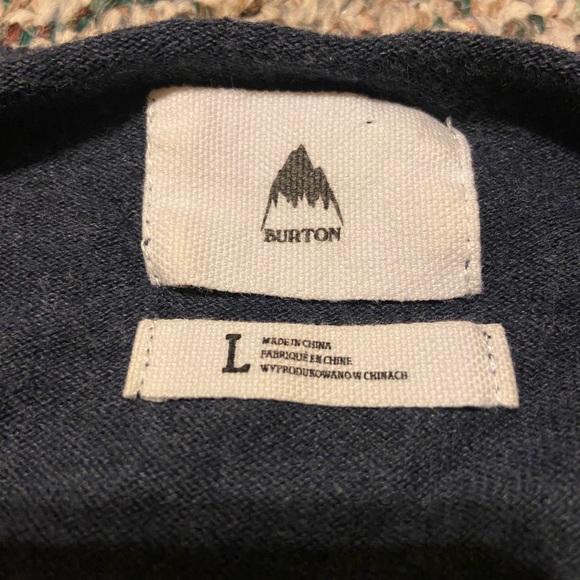 BURTON
L
MADE IN CHINA
FABRIQUÉ EN CHINE
WYPRODUKOWANO W CHINACH